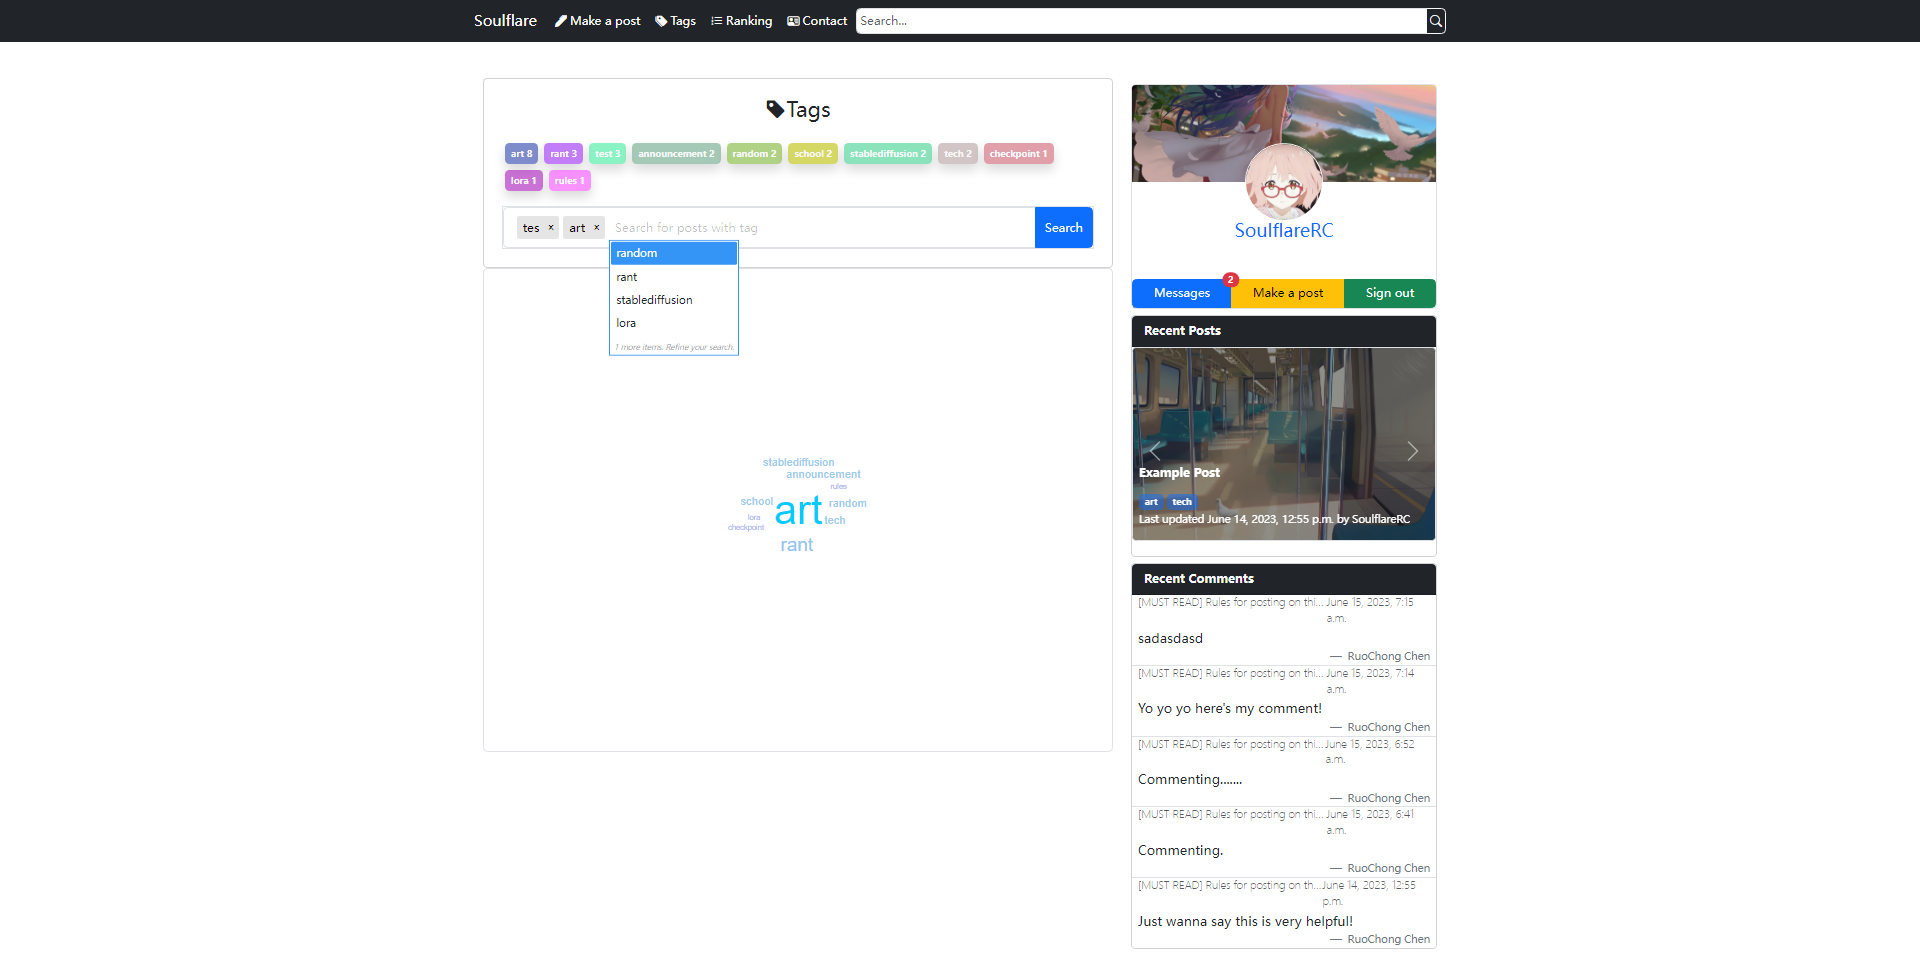 Soulflare Make a post Tags Ranking Contact Search...
Tags
art 8 rant 3 test 3 announcement 2 random 2 school 2 stablediffusion 2 tech 2 checkpoint 1
lora 1 rules 1
tes × art × Search for posts with tag Search
random
rant
stablediffusion
lora
1 more items. Refine your search.
stablediffusion
announcement
rules
school art random
lora
checkpoint tech
rant
SoulflareRC
2
Messages Make a post Sign out
Recent Posts
Example Post
art tech
Last updated June 14, 2023, 12:55 p.m. by SoulflareRC
Recent Comments
[MUST READ] Rules for posting on thi... June 15, 2023, 7:15
a.m.
sadasdasd
— RuoChong Chen
[MUST READ] Rules for posting on thi... June 15, 2023, 7:14
a.m.
Yo yo yo here's my comment!
— RuoChong Chen
[MUST READ] Rules for posting on thi... June 15, 2023, 6:52
a.m.
Commenting.......
— RuoChong Chen
[MUST READ] Rules for posting on thi... June 15, 2023, 6:41
a.m.
Commenting.
— RuoChong Chen
[MUST READ] Rules for posting on th... June 14, 2023, 12:55
p.m.
Just wanna say this is very helpful!
— RuoChong Chen